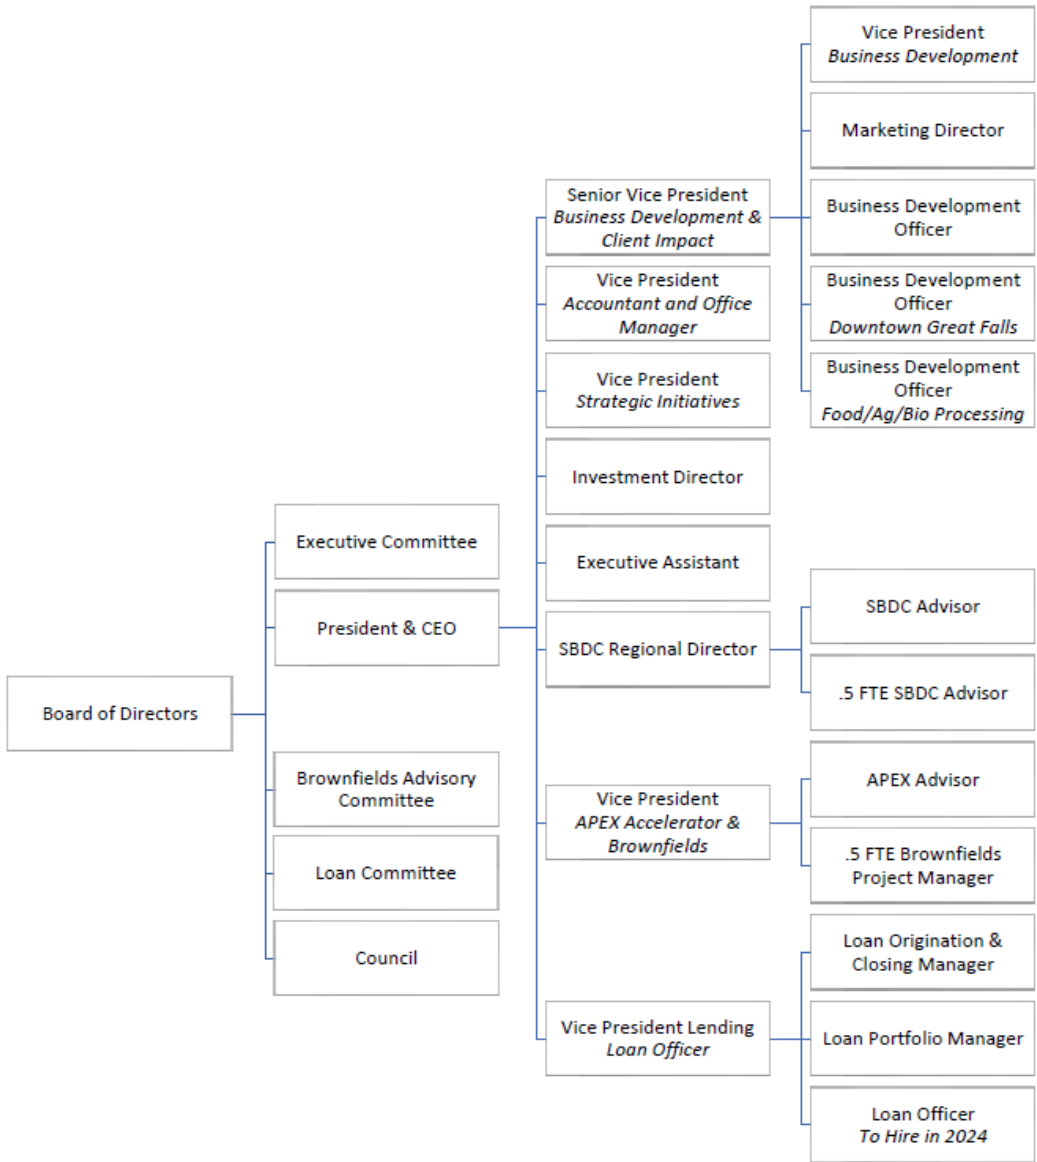 Board of Directors
Executive Committee
President & CEO
Brownfields Advisory
Committee
Loan Committee
Council
Senior Vice President
Business Development &
Client Impact
Vice President
Accountant and Office
Manager
Vice President
Strategic Initiatives
Investment Director
Executive Assistant
SBDC Regional Director
Vice President
APEX Accelerator &
Brownfields
Vice President Lending
Loan Officer
Vice President
Business Development
Marketing Director
Business Development
Officer
Business Development
Officer
Downtown Great Falls
Business Development
Officer
Food/Ag/Bio Processing
SBDC Advisor
.5 FTE SBDC Advisor
APEX Advisor
.5 FTE Brownfields
Project Manager
Loan Origination &
Closing Manager
Loan Portfolio Manager
Loan Officer
To Hire in 2024